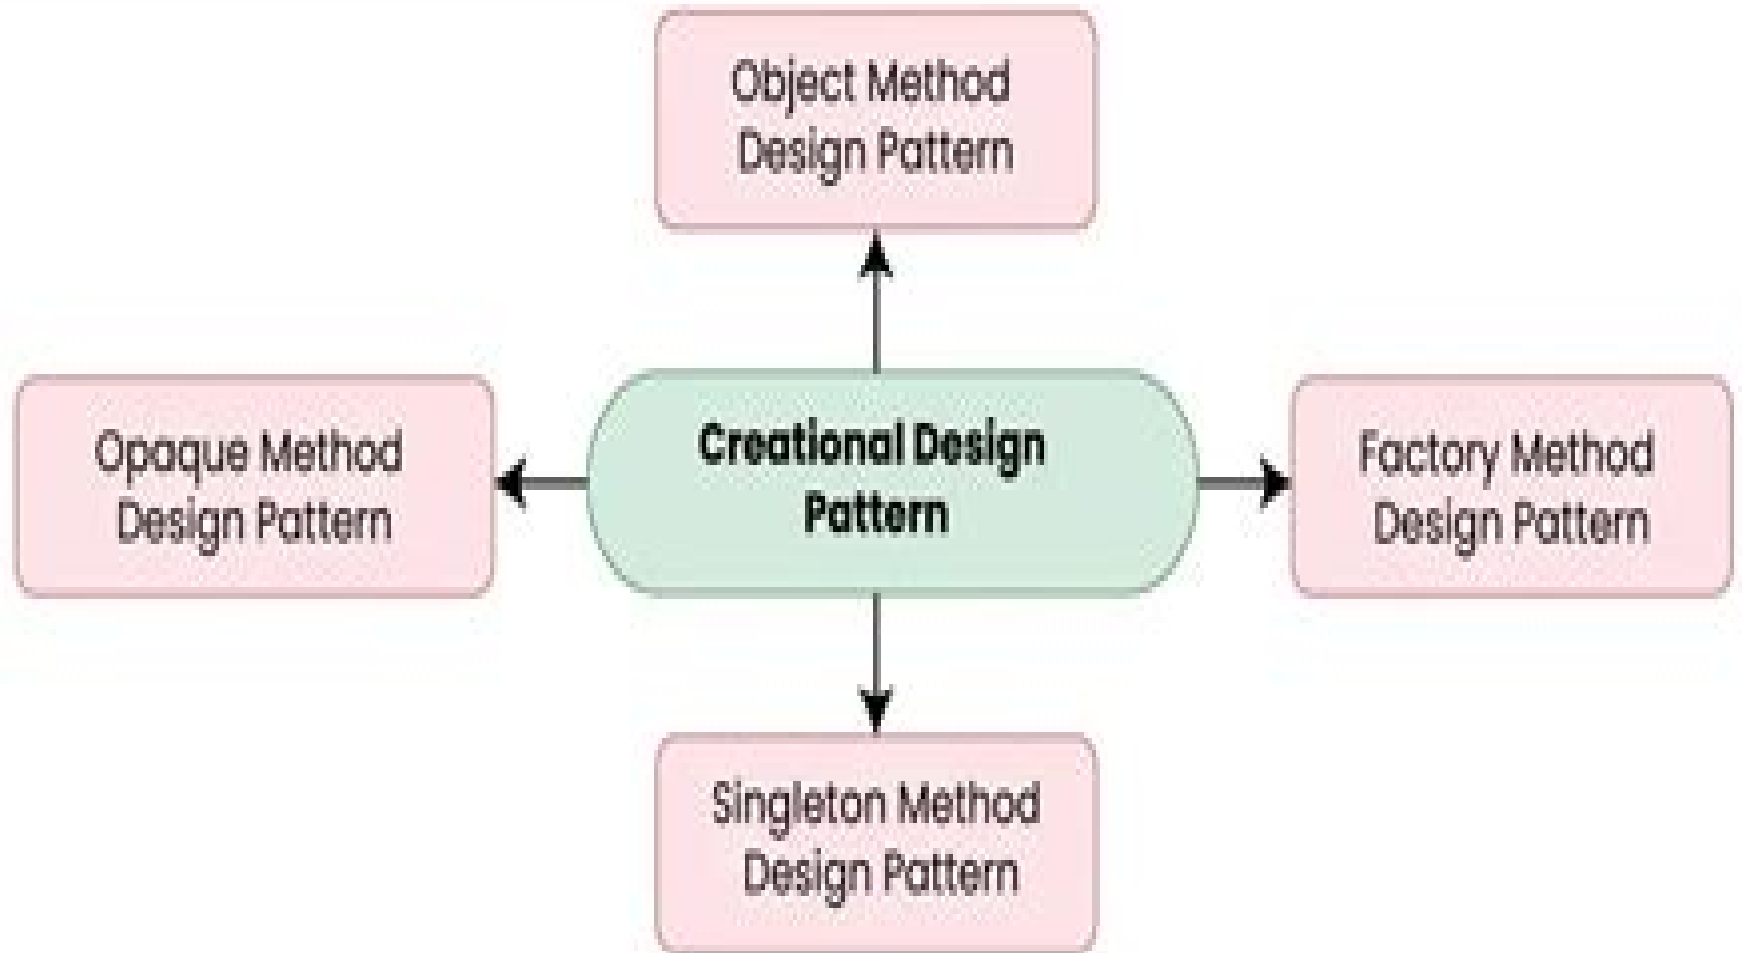 Object Method
Design Pattern
Opaque Method
Design Pattern
Creational Design
Pattern
Factory Method
Design Pattern
Singleton Method
Design Pattern